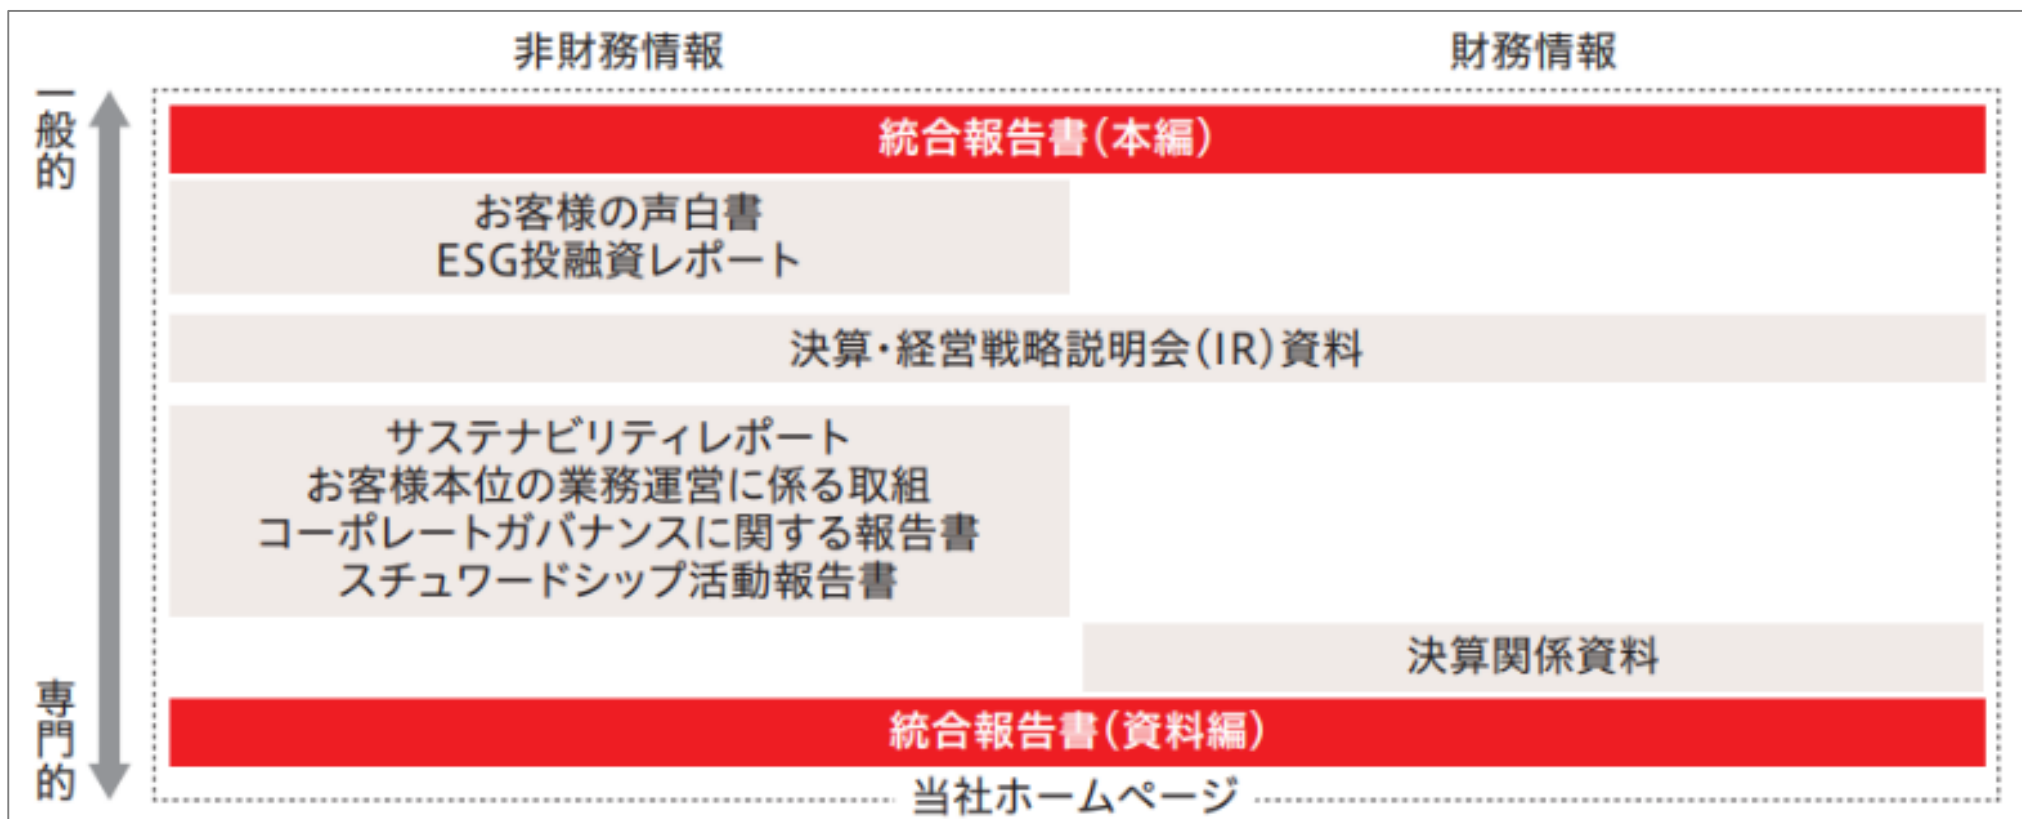 非財務情報
財務情報
一般的
統合報告書(本編)
お客様の声白書
ESG投融資レポート
決算・経営戦略説明会(IR)資料
サステナビリティレポート
お客様本位の業務運営に係る取組
コーポレートガバナンスに関する報告書
スチュワードシップ活動報告書
決算関係資料
専門的
統合報告書(資料編)
当社ホームページ